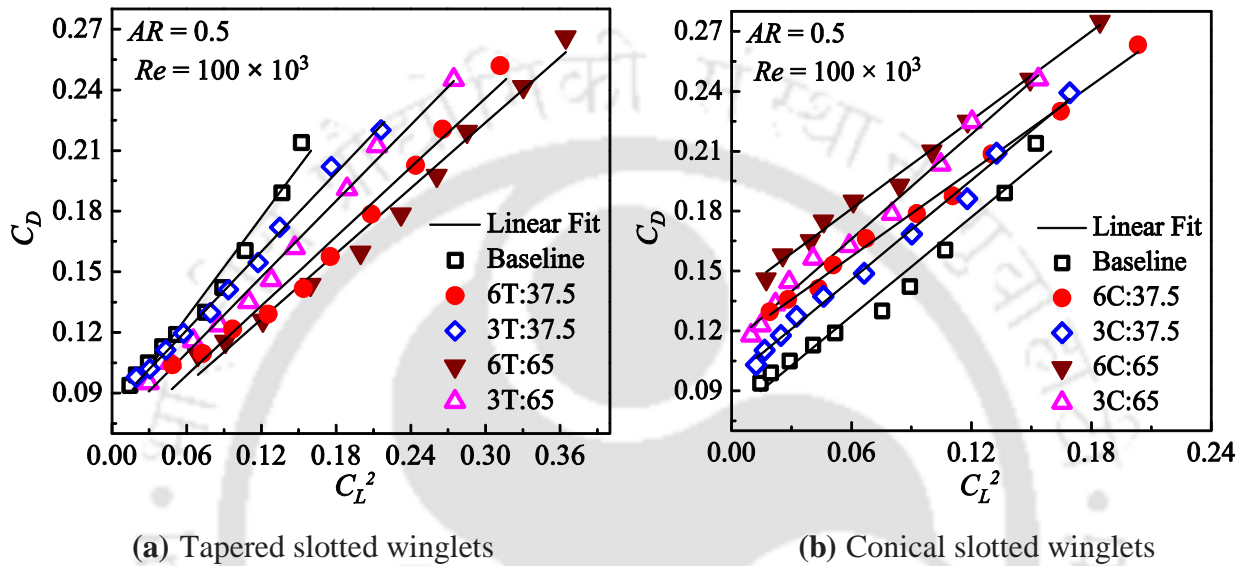 0.27
0.24
0.21
0.18
0.15
0.12
0.09
C_D
AR = 0.5
Re = 100 × 10³
Linear Fit
Baseline
6T:37.5
3T:37.5
6T:65
3T:65
0.00 0.06 0.12 0.18 0.24 0.30 0.36
C_L²
(a) Tapered slotted winglets
0.27
0.24
0.21
0.18
0.15
0.12
0.09
C_D
AR = 0.5
Re = 100 × 10³
Linear Fit
Baseline
6C:37.5
3C:37.5
6C:65
3C:65
0.00 0.06 0.12 0.18 0.24
C_L²
(b) Conical slotted winglets